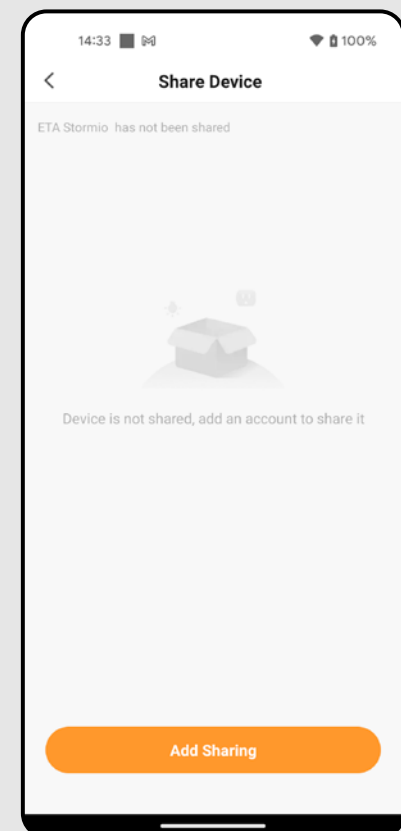 14:33
100%
Share Device
ETA Stormio has not been shared
Device is not shared, add an account to share it
Add Sharing